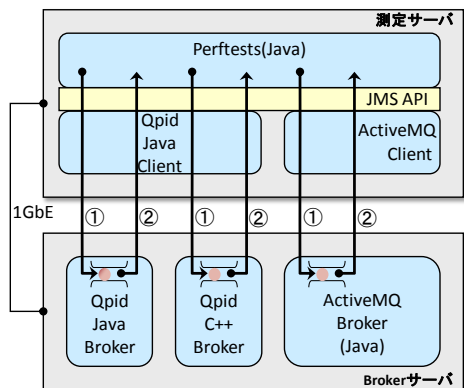 測定サーバ
Perftests(Java)
JMS API
Qpid
Java
Client
ActiveMQ
Client
1GbE
① ② ① ② ① ②
Qpid
Java
Broker
Qpid
C++
Broker
ActiveMQ
Broker
(Java)
Brokerサーバ